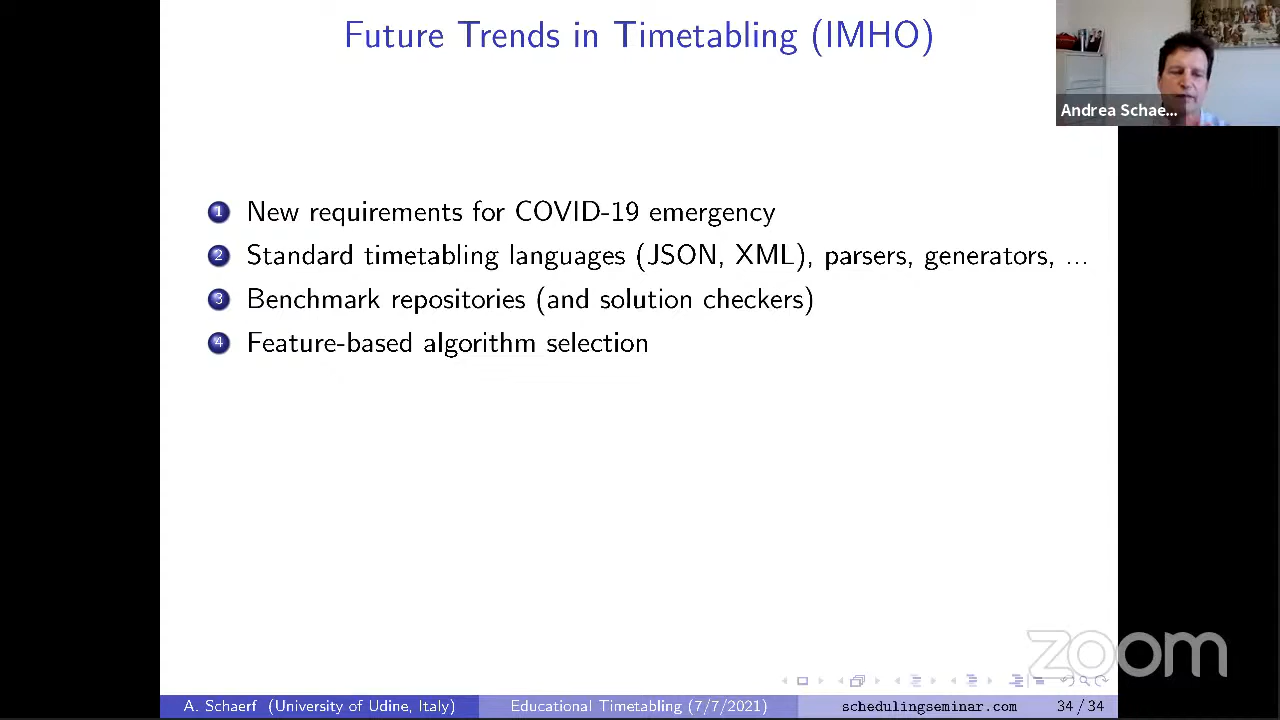 Future Trends in Timetabling (IMHO)
Andrea Schae...
1 New requirements for COVID-19 emergency
2 Standard timetabling languages (JSON, XML), parsers, generators, ...
3 Benchmark repositories (and solution checkers)
4 Feature-based algorithm selection
zoom
A. Schaerf (University of Udine, Italy) Educational Timetabling (7/7/2021) schedulingseminar.com 34/34